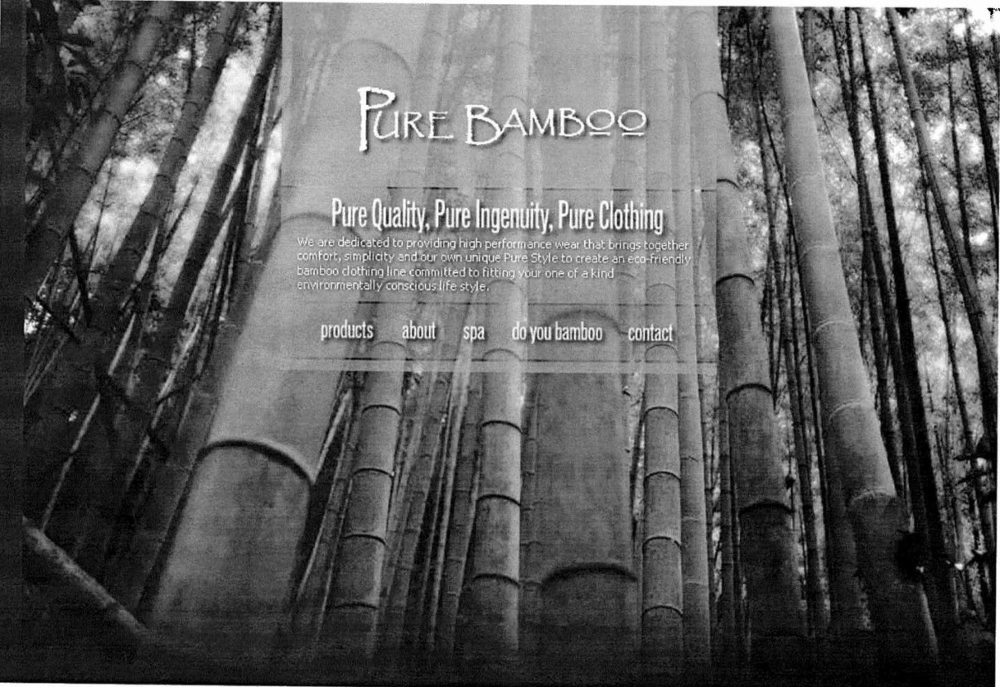 PURE BAMBOO
Pure Quality, Pure Ingenuity, Pure Clothing
We are dedicated to providing high performance wear that brings together
comfort, simplicity and our own unique Pure Style to create an eco-friendly
bamboo clothing line committed to fitting your one of a kind
environmentally conscious life style.
products about spa do you bamboo contact